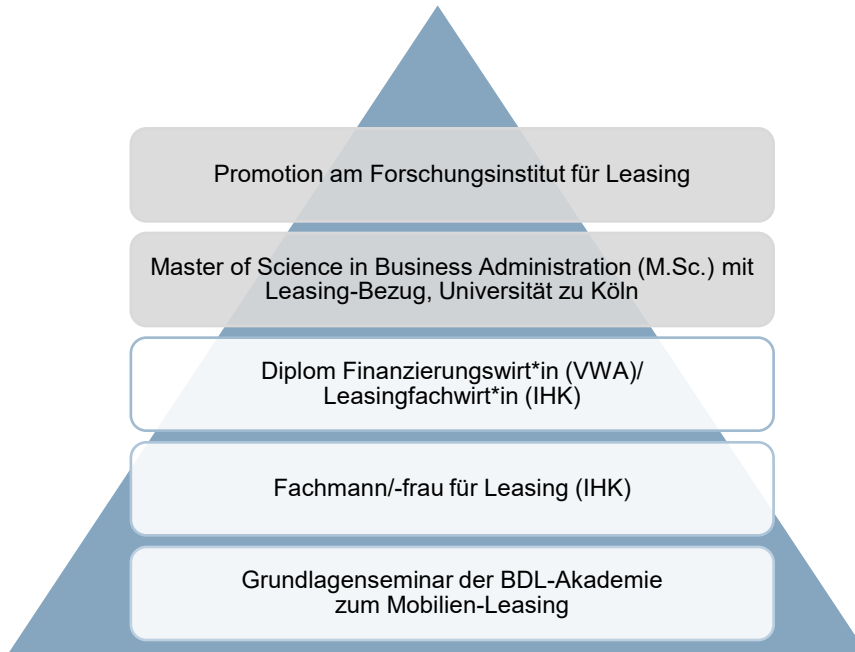 Promotion am Forschungsinstitut für Leasing
Master of Science in Business Administration (M.Sc.) mit
Leasing-Bezug, Universität zu Köln
Diplom Finanzierungswirt*in (VWA)/
Leasingfachwirt*in (IHK)
Fachmann/-frau für Leasing (IHK)
Grundlagenseminar der BDL-Akademie
zum Mobilien-Leasing